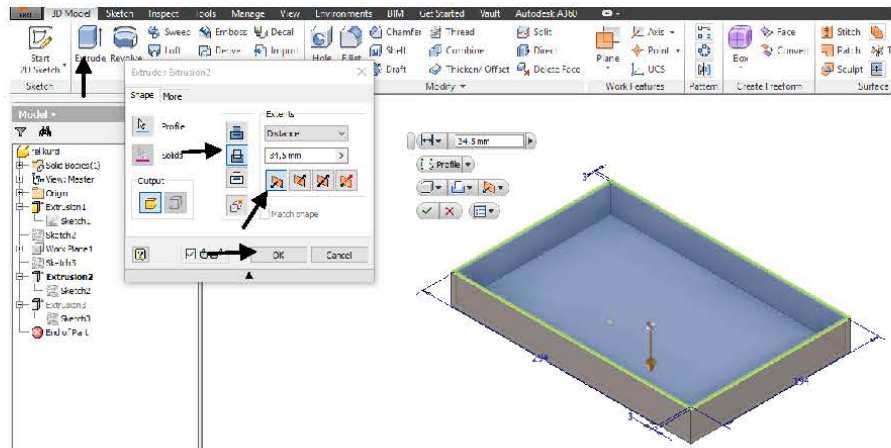 PRO 3D Model Sketch Inspect Tools Manage View Environments BIM Get Started Vault Autodesk A360
Sweep Emboss Decal Chamfer Thread Split Axis Face Stitch
Loft Derive Import Shell Combine Direct Point Convert Patch
Start 2D Sketch Extrude Revolve Hole Fillet Draft Thicken/ Offset Delete Face Plane UCS Box Sculpt
Sketch Modify Work Features Pattern Create Freeform Surface
Extrude : Extrusion2
Shape More
Extents
Profile Distance
Solids 34,5 mm
Output
Match shape
OK Cancel
Model
Solid Bodies(1)
View: Master
Origin
Extrusion1
Sketch1
Sketch2
Work Plane1
Sketch3
Extrusion2
Sketch2
Extrusion3
Sketch3
End of Part
34,5 mm
Profile
3
294
194
3